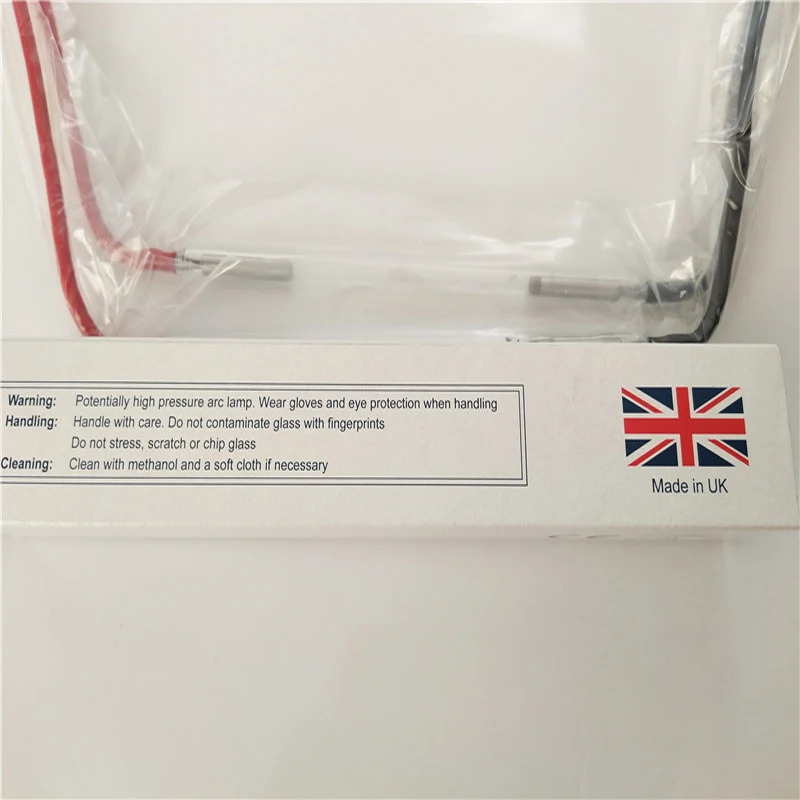 Warning: Potentially high pressure arc lamp. Wear gloves and eye protection when handling
Handling: Handle with care. Do not contaminate glass with fingerprints
Do not stress, scratch or chip glass
Cleaning: Clean with methanol and a soft cloth if necessary
Made in UK